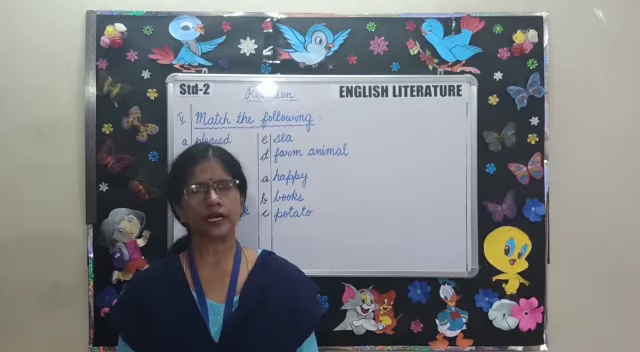 Std-2 ENGLISH LITERATURE
V. Match the following :
a pleased e sea
d farm animal
a happy
b books
c potato